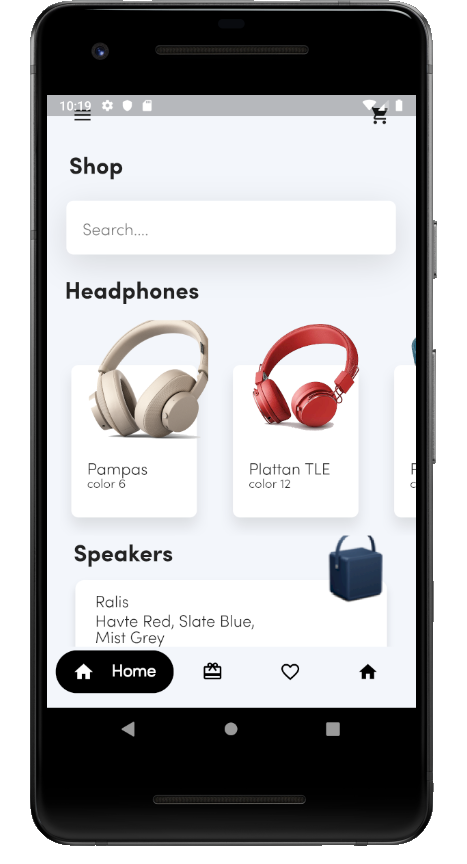 10:19
Shop
Search....
Headphones
Pampas
color 6
Plattan TLE
color 12
Speakers
Ralis
Havte Red, Slate Blue,
Mist Grey
Home